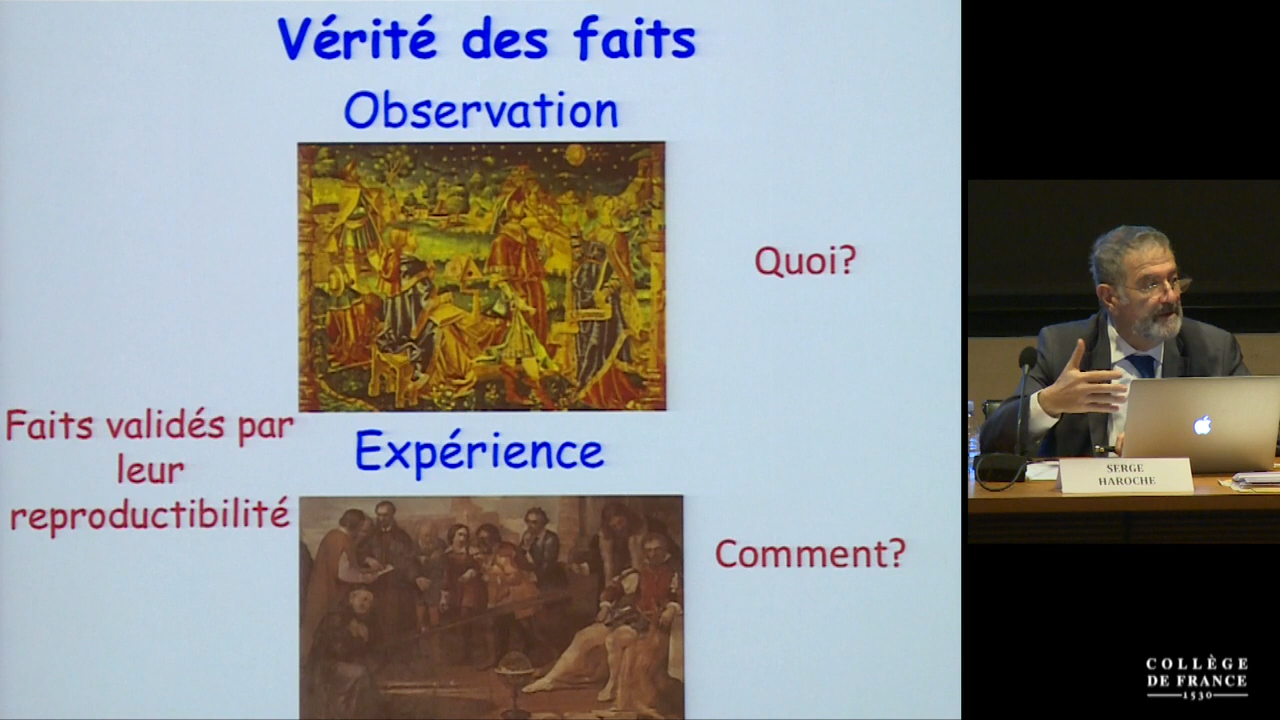 Vérité des faits
Observation
Quoi?
Faits validés par
leur
reproductibilité
Expérience
Comment?
SERGE
HAROCHE
COLLÈGE
DE FRANCE
1530